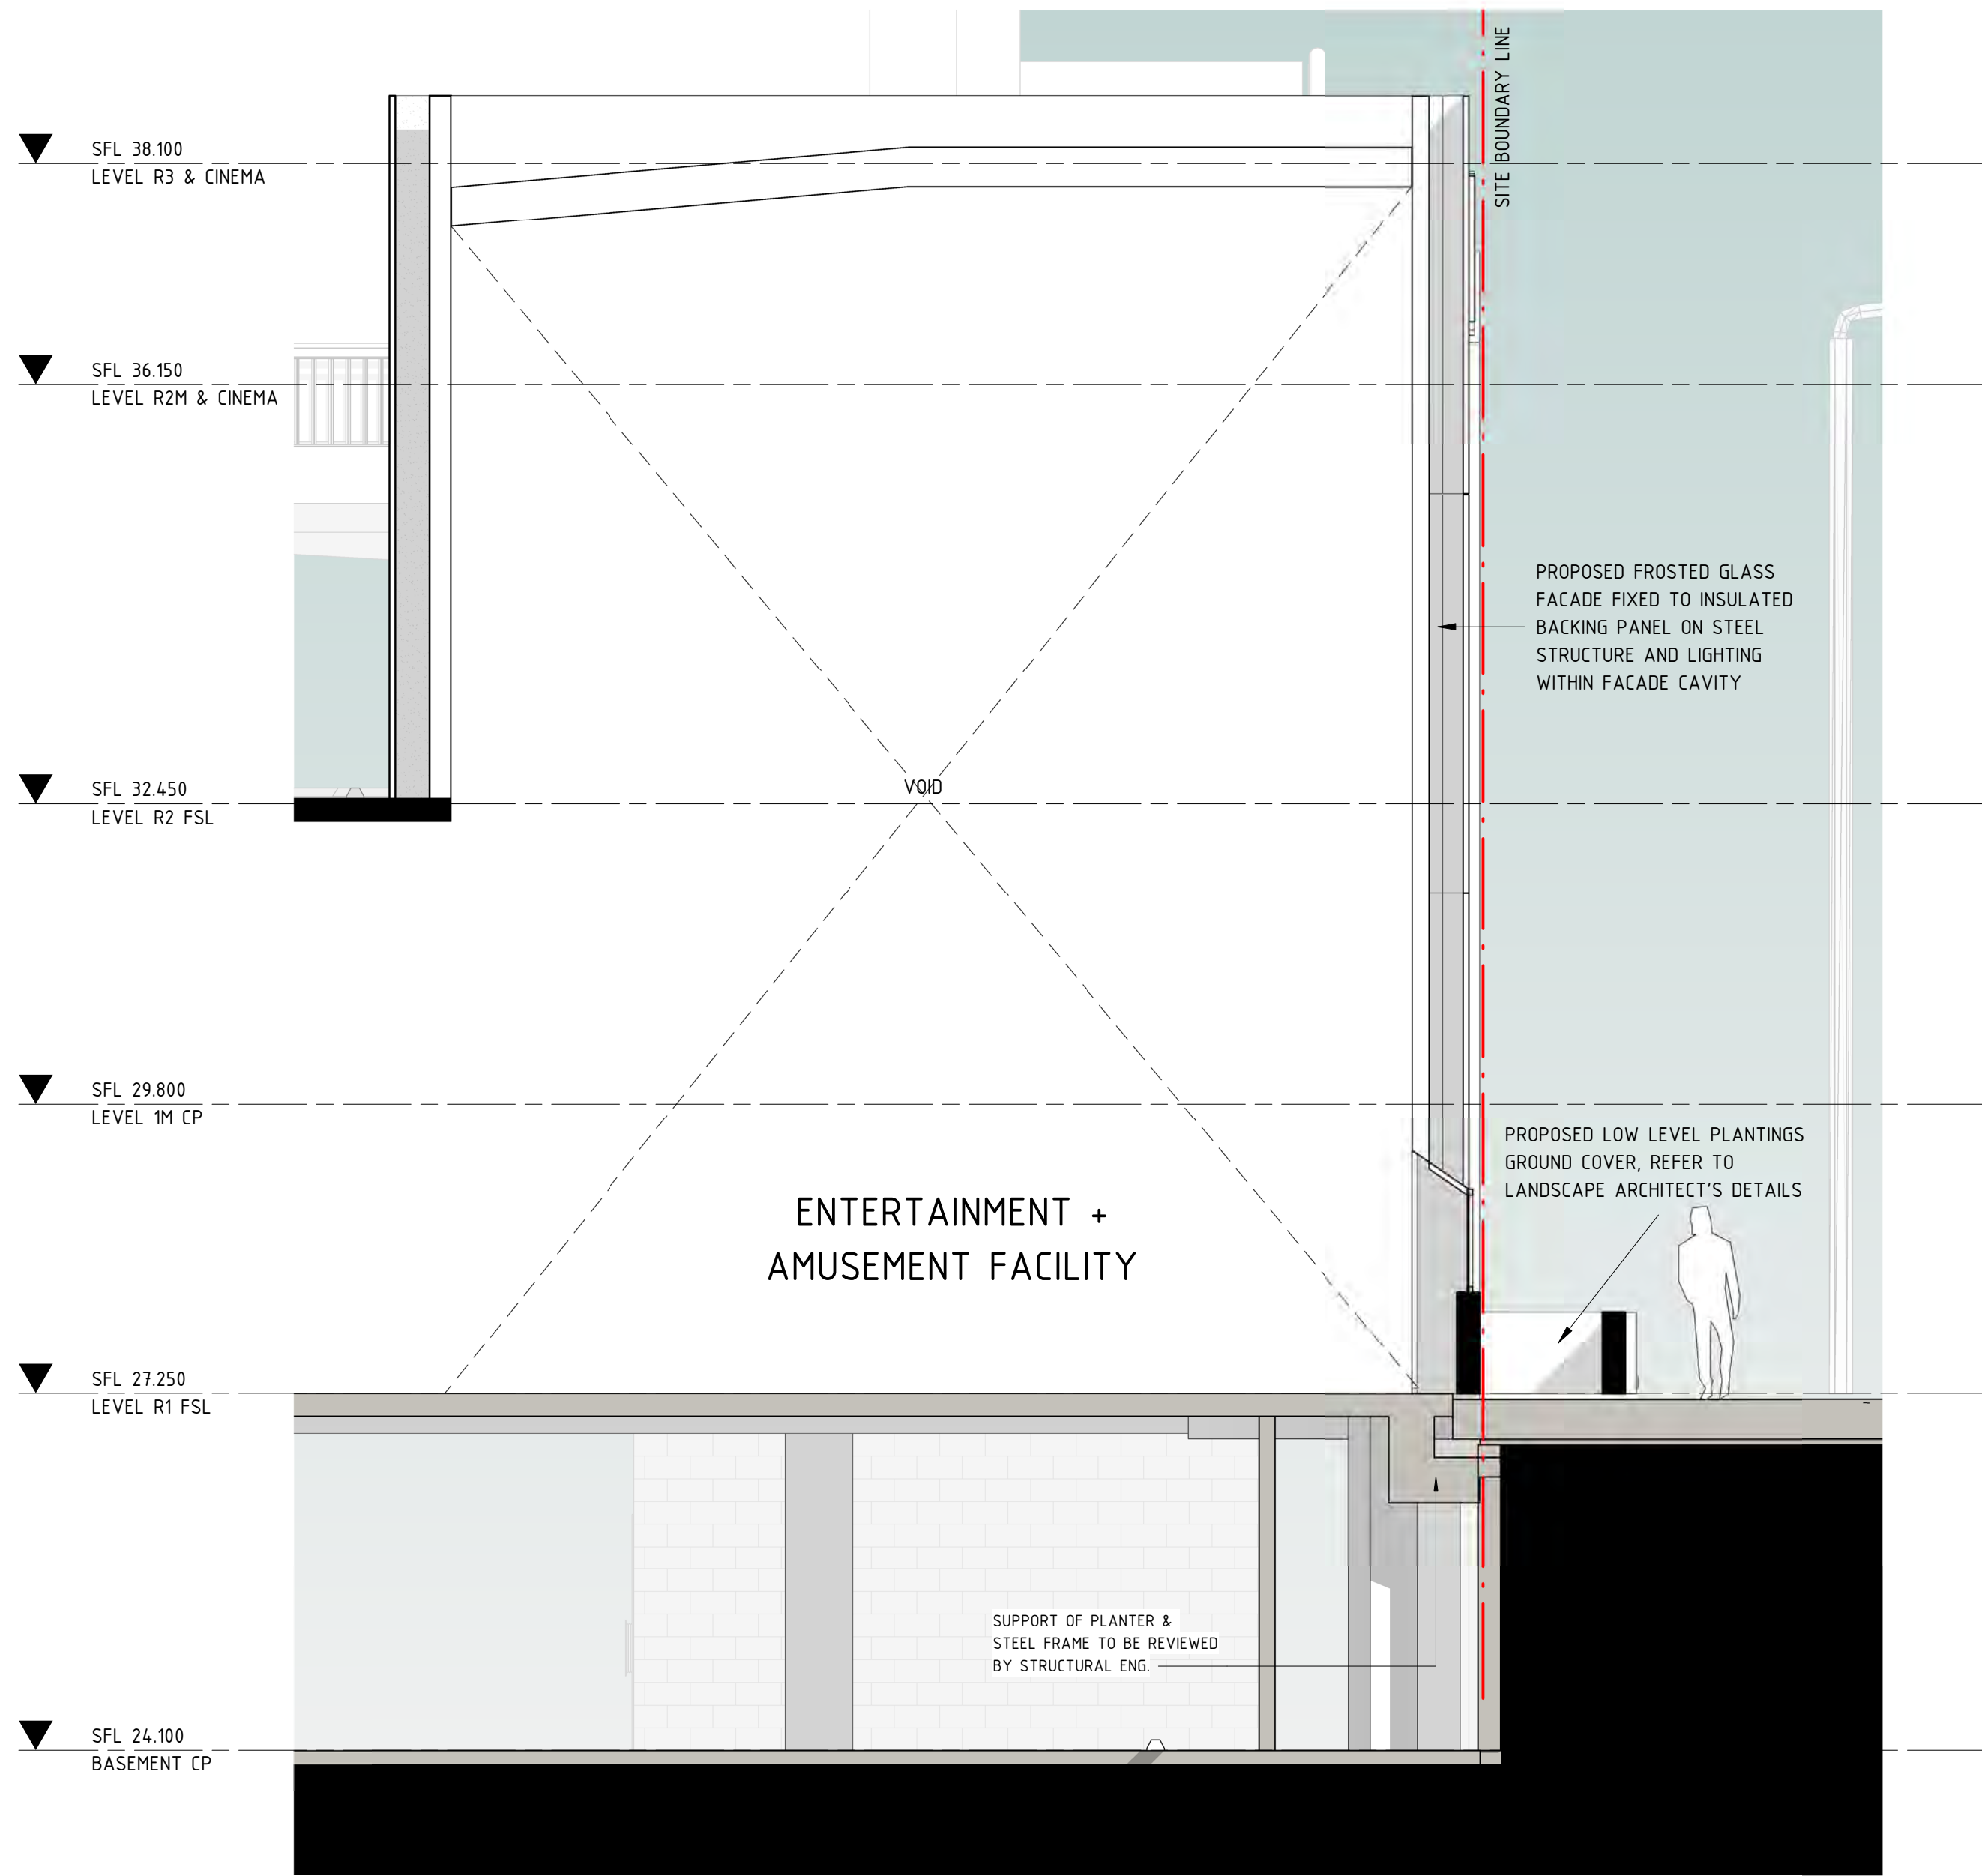 SITE BOUNDARY LINE
SFL 38.100
LEVEL R3 & CINEMA
SFL 36.150
LEVEL R2M & CINEMA
PROPOSED FROSTED GLASS
FACADE FIXED TO INSULATED
BACKING PANEL ON STEEL
STRUCTURE AND LIGHTING
WITHIN FACADE CAVITY
SFL 32.450
LEVEL R2 FSL
VOID
SFL 29.800
LEVEL 1M CP
PROPOSED LOW LEVEL PLANTINGS
GROUND COVER, REFER TO
LANDSCAPE ARCHITECT'S DETAILS
ENTERTAINMENT +
AMUSEMENT FACILITY
SFL 27.250
LEVEL R1 FSL
SUPPORT OF PLANTER &
STEEL FRAME TO BE REVIEWED
BY STRUCTURAL ENG.
SFL 24.100
BASEMENT CP